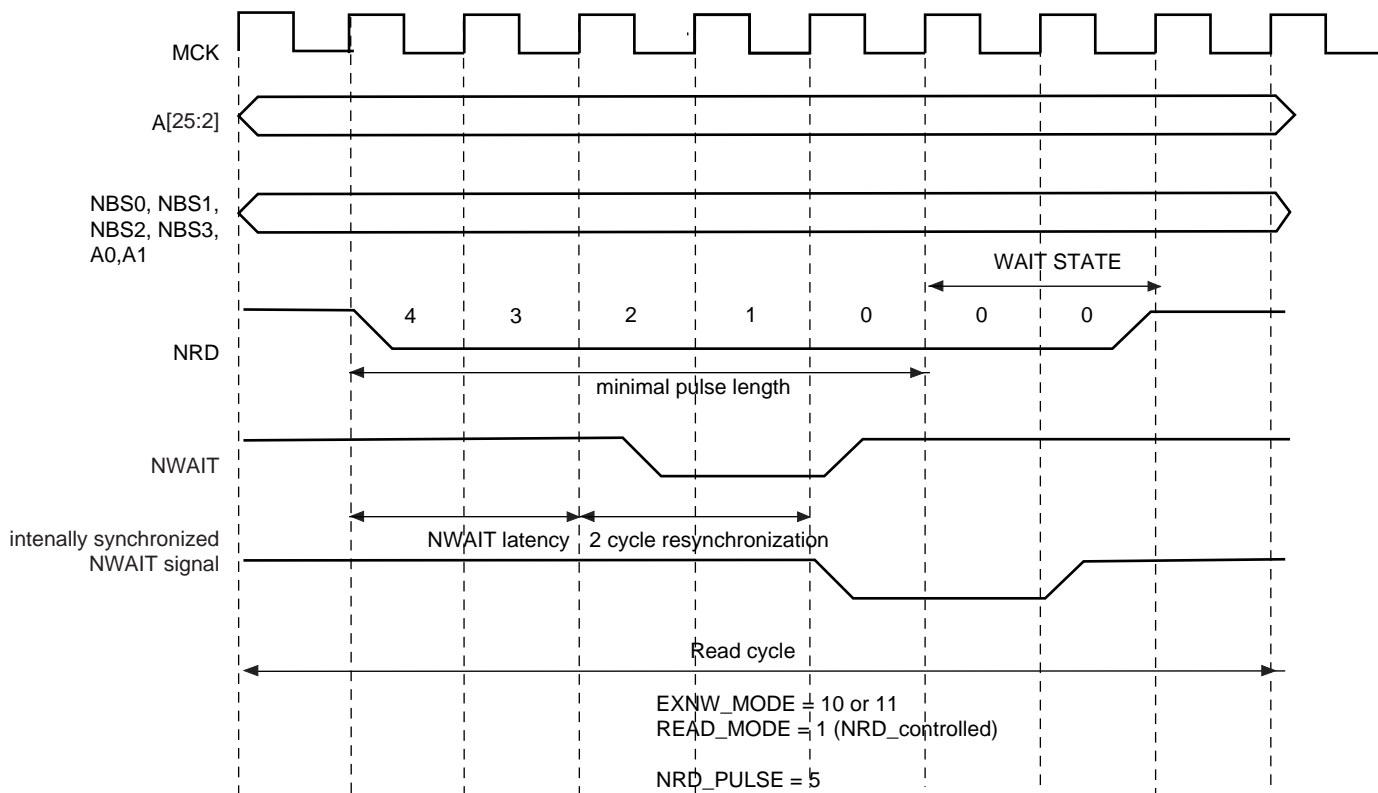 MCK
A[25:2]
NBS0, NBS1,
NBS2, NBS3,
A0,A1
WAIT STATE
4 3 2 1 0 0 0
NRD
minimal pulse length
NWAIT
intenally synchronized
NWAIT signal
NWAIT latency 2 cycle resynchronization
Read cycle
EXNW_MODE = 10 or 11
READ_MODE = 1 (NRD_controlled)
NRD_PULSE = 5